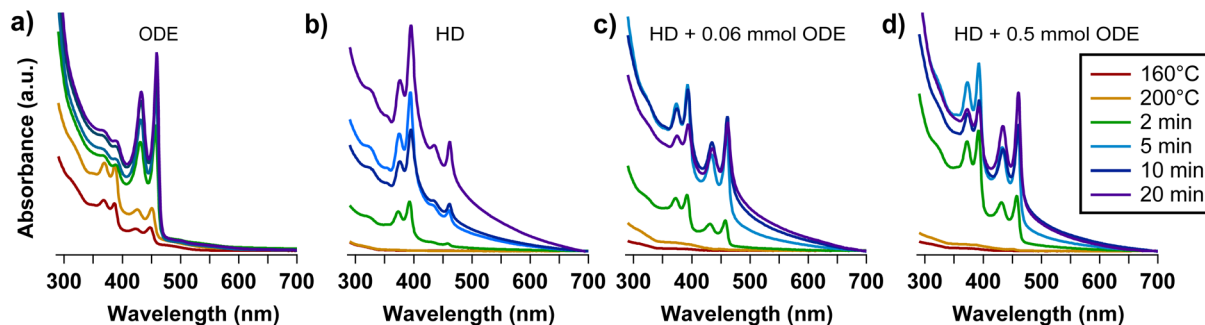 a)
ODE
b)
HD
c)
HD + 0.06 mmol ODE
d)
HD + 0.5 mmol ODE
Absorbance (a.u.)
160°C
200°C
2 min
5 min
10 min
20 min
300 400 500 600 700
300 400 500 600 700
300 400 500 600 700
300 400 500 600 700
Wavelength (nm)
Wavelength (nm)
Wavelength (nm)
Wavelength (nm)